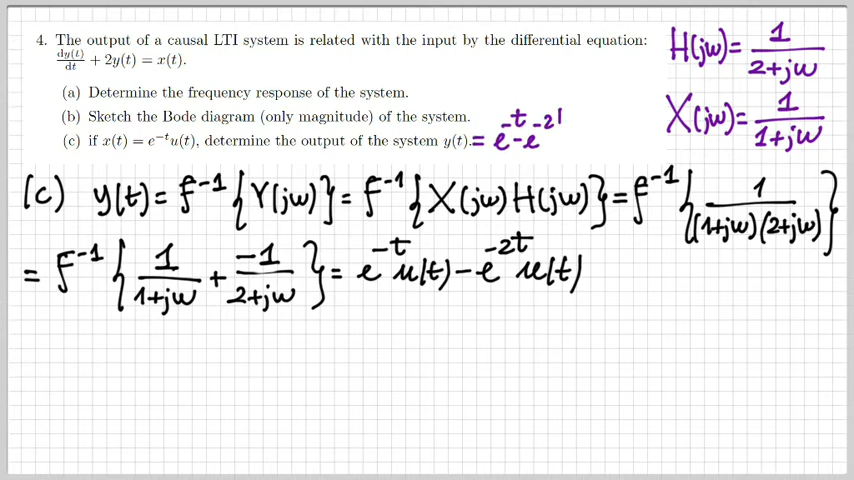 4. The output of a causal LTI system is related with the input by the differential equation:
dy(t)/dt + 2y(t) = x(t).
(a) Determine the frequency response of the system.
(b) Sketch the Bode diagram (only magnitude) of the system.
(c) if x(t) = e^{-t}u(t), determine the output of the system y(t). = e^{-t} - e^{-2t}
H(jω) = 1/(2+jω)
X(jω) = 1/(1+jω)
(c) y(t) = F^{-1}{Y(jω)} = F^{-1}{X(jω)H(jω)} = F^{-1}{1/((1+jω)(2+jω))}
= F^{-1}{1/(1+jω) + -1/(2+jω)} = e^{-t}u(t) - e^{-2t}u(t)